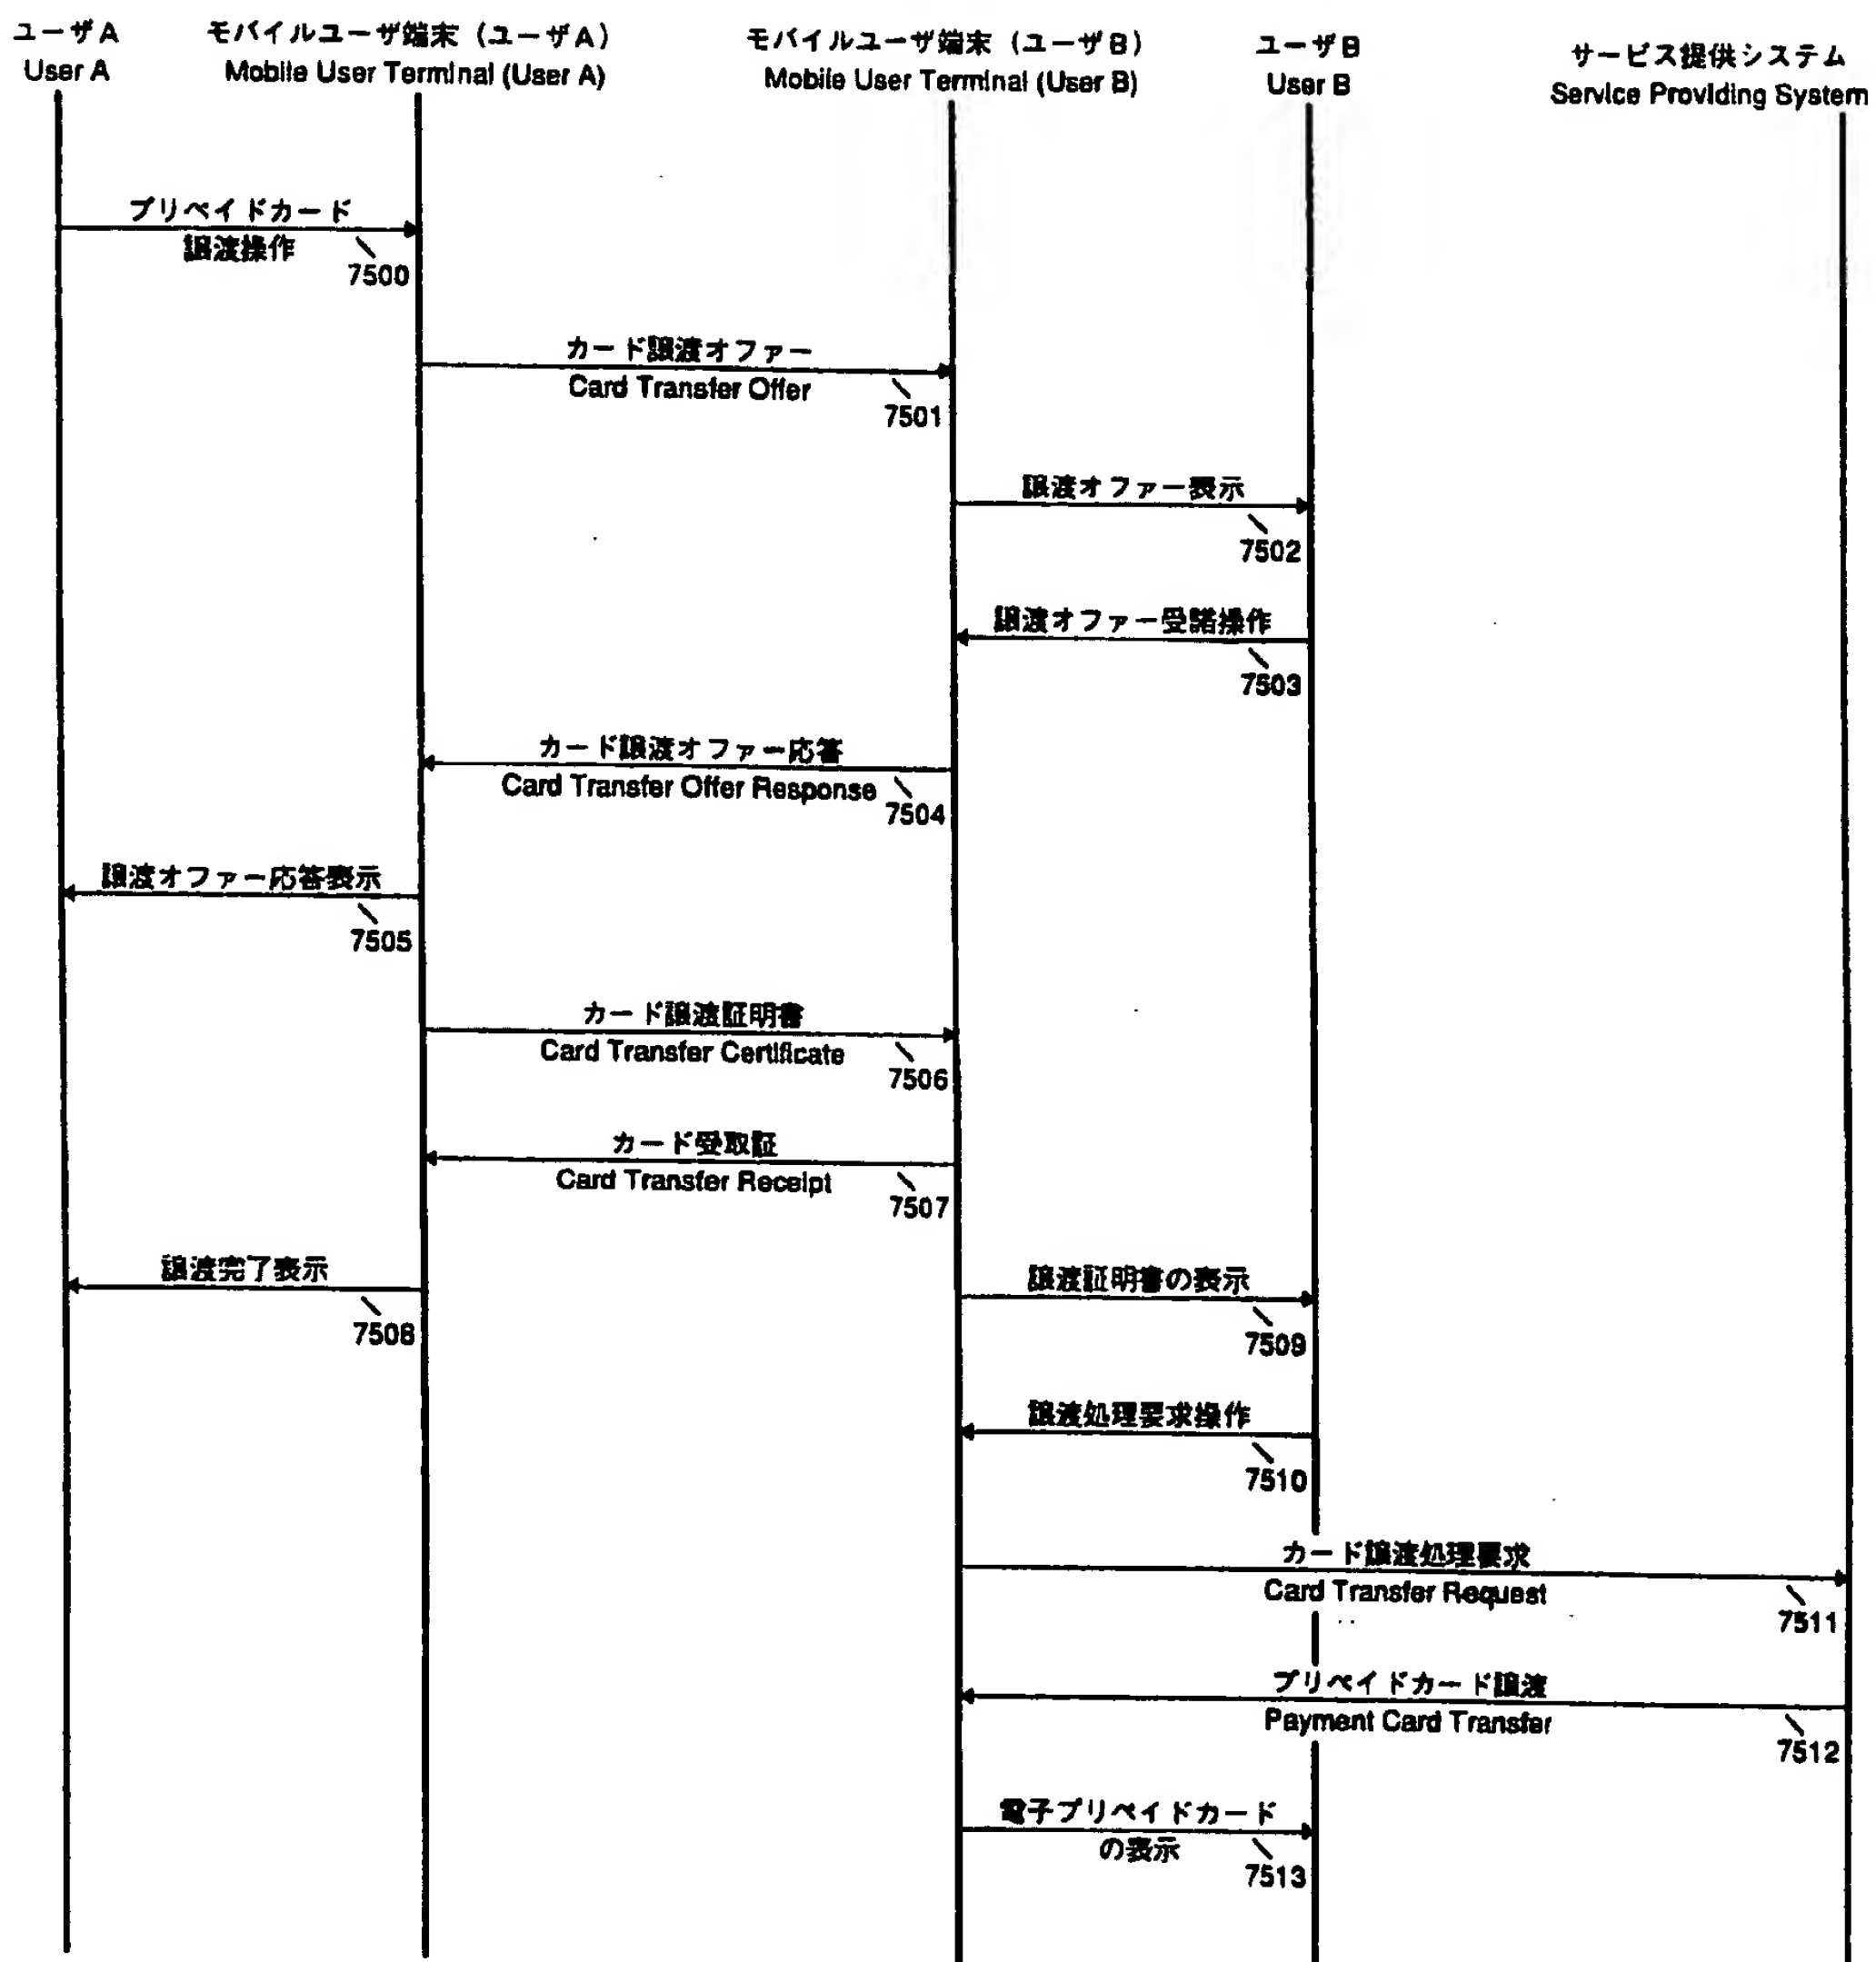 ユーザA
User A
モバイルユーザ端末（ユーザA）
Mobile User Terminal (User A)
モバイルユーザ端末（ユーザB）
Mobile User Terminal (User B)
ユーザB
User B
サービス提供システム
Service Providing System
プリペイドカード
譲渡操作
7500
カード譲渡オファー
Card Transfer Offer
7501
譲渡オファー表示
7502
譲渡オファー受諾操作
7503
カード譲渡オファー応答
Card Transfer Offer Response
7504
譲渡オファー応答表示
7505
カード譲渡証明書
Card Transfer Certificate
7506
カード受取証
Card Transfer Receipt
7507
譲渡完了表示
7508
譲渡証明書の表示
7509
譲渡処理要求操作
7510
カード譲渡処理要求
Card Transfer Request
7511
プリペイドカード譲渡
Payment Card Transfer
7512
電子プリペイドカード
の表示
7513